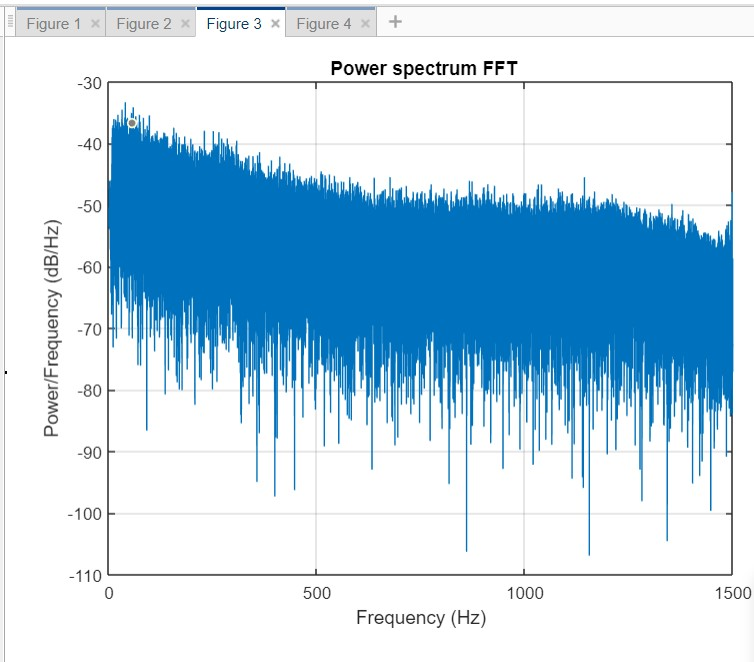 Figure 1 × Figure 2 × Figure 3 × Figure 4 × +
Power spectrum FFT
-30
-40
-50
-60
-70
-80
-90
-100
-110
Power/Frequency (dB/Hz)
0 500 1000 1500
Frequency (Hz)